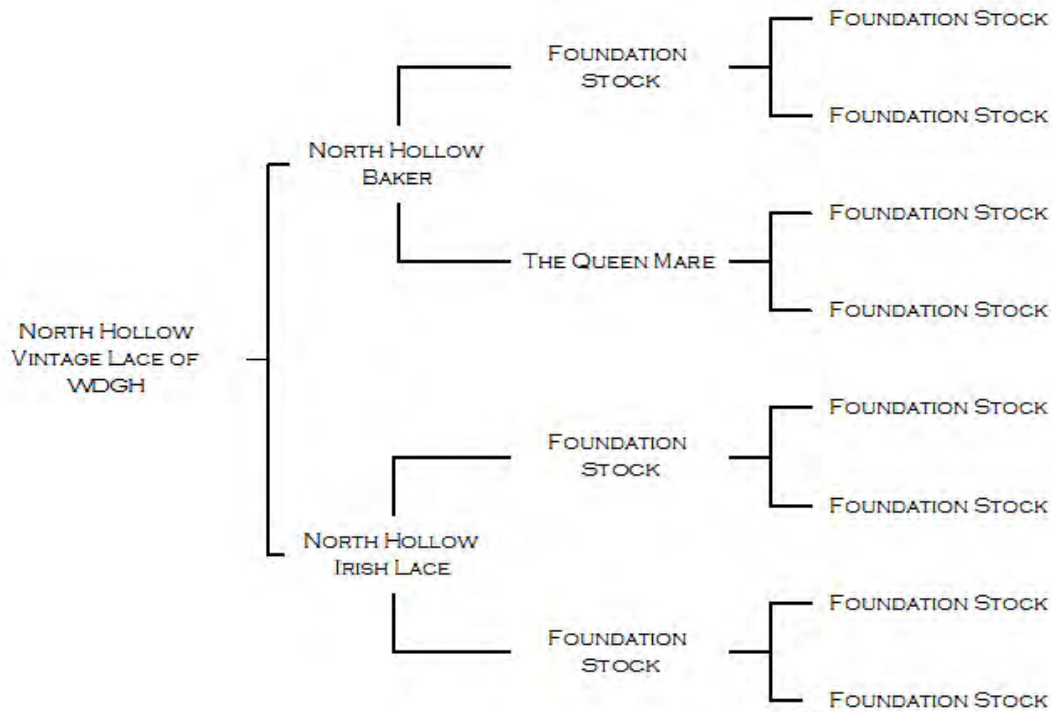 Foundation Stock
Foundation
Stock
Foundation Stock
North Hollow
Baker
Foundation Stock
The Queen Mare
Foundation Stock
North Hollow
Vintage Lace of
WDGH
Foundation Stock
Foundation
Stock
Foundation Stock
North Hollow
Irish Lace
Foundation Stock
Foundation
Stock
Foundation Stock